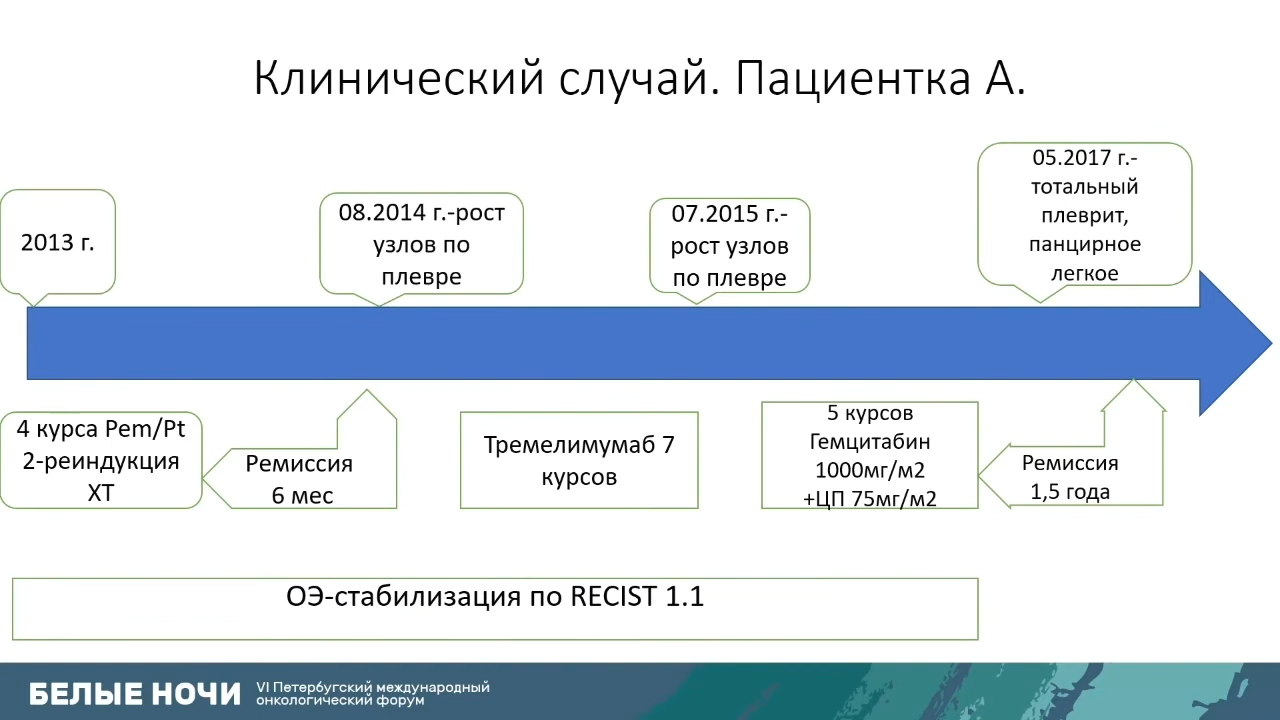 Клинический случай. Пациентка А.
2013 г.
08.2014 г.-рост
узлов по
плевре
07.2015 г.-
рост узлов
по плевре
05.2017 г.-
тотальный
плеврит,
панцирное
легкое
4 курса Pem/Pt
2-реиндукция
ХТ
Ремиссия
6 мес
Тремелимумаб 7
курсов
5 курсов
Гемцитабин
1000мг/м2
+ЦП 75мг/м2
Ремиссия
1,5 года
ОЭ-стабилизация по RECIST 1.1
БЕЛЫЕ НОЧИ
VI Петербургский международный
онкологический форум